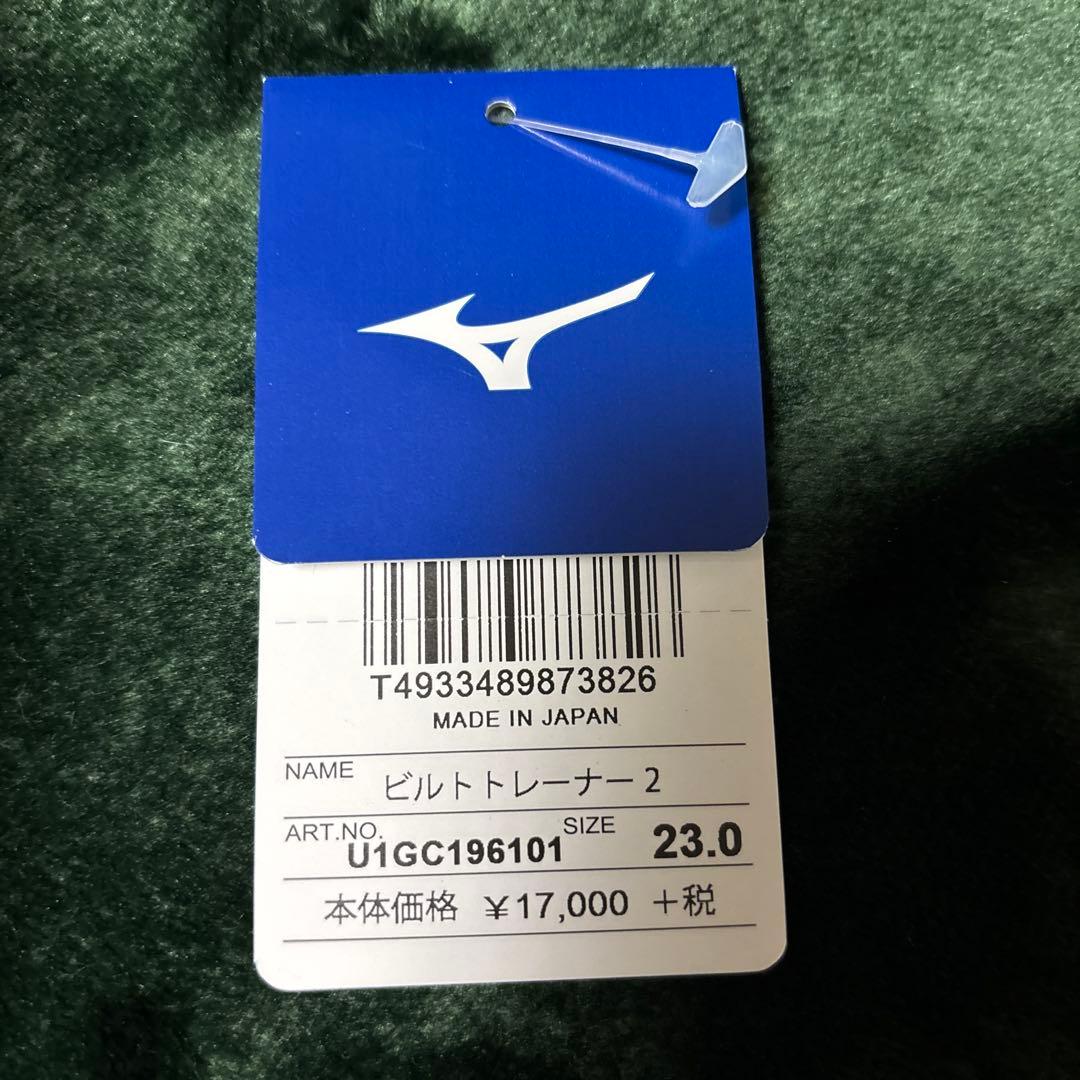 T4933489873826
MADE IN JAPAN
NAME ビルトトレーナー2
ART.NO. U1GC196101 SIZE 23.0
本体価格 ¥17,000 +税